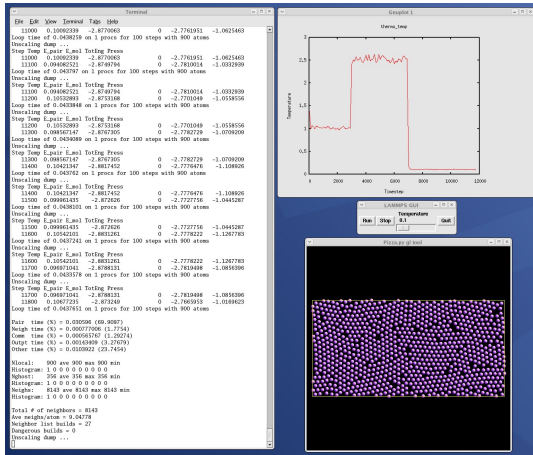 Terminal
File Edit View Terminal Tabs Help
11000 0.10092339 -2.8770063 0 -2.7761951 -1.0625463
Loop time of 0.0438259 on 1 procs for 100 steps with 900 atoms
Unscaling dump ...
Step Temp E_pair E_mol TotEng Press
11000 0.10092339 -2.8770063 0 -2.7761951 -1.0625463
11100 0.094082521 -2.8749794 0 -2.7810014 -1.0332939
Loop time of 0.043797 on 1 procs for 100 steps with 900 atoms
Unscaling dump ...
Step Temp E_pair E_mol TotEng Press
11100 0.094082521 -2.8749794 0 -2.7810014 -1.0332939
11200 0.10532893 -2.8753168 0 -2.7701049 -1.0558556
Loop time of 0.0433848 on 1 procs for 100 steps with 900 atoms
Unscaling dump ...
Step Temp E_pair E_mol TotEng Press
11200 0.10532893 -2.8753168 0 -2.7701049 -1.0558556
11300 0.098567147 -2.8767305 0 -2.7782729 -1.0709209
Loop time of 0.0434089 on 1 procs for 100 steps with 900 atoms
Unscaling dump ...
Step Temp E_pair E_mol TotEng Press
11300 0.098567147 -2.8767305 0 -2.7782729 -1.0709209
11400 0.10421347 -2.8817452 0 -2.7776476 -1.108926
Loop time of 0.043762 on 1 procs for 100 steps with 900 atoms
Unscaling dump ...
Step Temp E_pair E_mol TotEng Press
11400 0.10421347 -2.8817452 0 -2.7776476 -1.108926
11500 0.099961435 -2.872626 0 -2.7727756 -1.0445287
Loop time of 0.0438101 on 1 procs for 100 steps with 900 atoms
Unscaling dump ...
Step Temp E_pair E_mol TotEng Press
11500 0.099961435 -2.872626 0 -2.7727756 -1.0445287
11600 0.10542101 -2.8831261 0 -2.7778222 -1.1267783
Loop time of 0.0437241 on 1 procs for 100 steps with 900 atoms
Unscaling dump ...
Step Temp E_pair E_mol TotEng Press
11600 0.10542101 -2.8831261 0 -2.7778222 -1.1267783
11700 0.096971041 -2.8788131 0 -2.7819498 -1.0856396
Loop time of 0.0433578 on 1 procs for 100 steps with 900 atoms
Unscaling dump ...
Step Temp E_pair E_mol TotEng Press
11700 0.096971041 -2.8788131 0 -2.7819498 -1.0856396
11800 0.10677235 -2.873249 0 -2.7665953 -1.0169623
Loop time of 0.0437651 on 1 procs for 100 steps with 900 atoms
Pair time (%) = 0.030596 (69.9097)
Neigh time (%) = 0.000777006 (1.7754)
Comm time (%) = 0.000565767 (1.29274)
Outpt time (%) = 0.00143409 (3.27679)
Other time (%) = 0.0103922 (23.7454)
Nlocal: 900 ave 900 max 900 min
Histogram: 1 0 0 0 0 0 0 0 0 0
Nghost: 356 ave 356 max 356 min
Histogram: 1 0 0 0 0 0 0 0 0 0
Neighs: 8143 ave 8143 max 8143 min
Histogram: 1 0 0 0 0 0 0 0 0 0
Total # of neighbors = 8143
Ave neighs/atom = 9.04778
Neighbor list builds = 27
Dangerous builds = 0
Unscaling dump ...
Gnuplot 1
thermo_temp
Temperature
3
2.5
2
1.5
1
0.5
0
0 2000 4000 6000 8000 10000 12000
Timestep
LAMMPS GUI
Temperature
Run Stop 0.1 Quit
Pizza.py gl tool